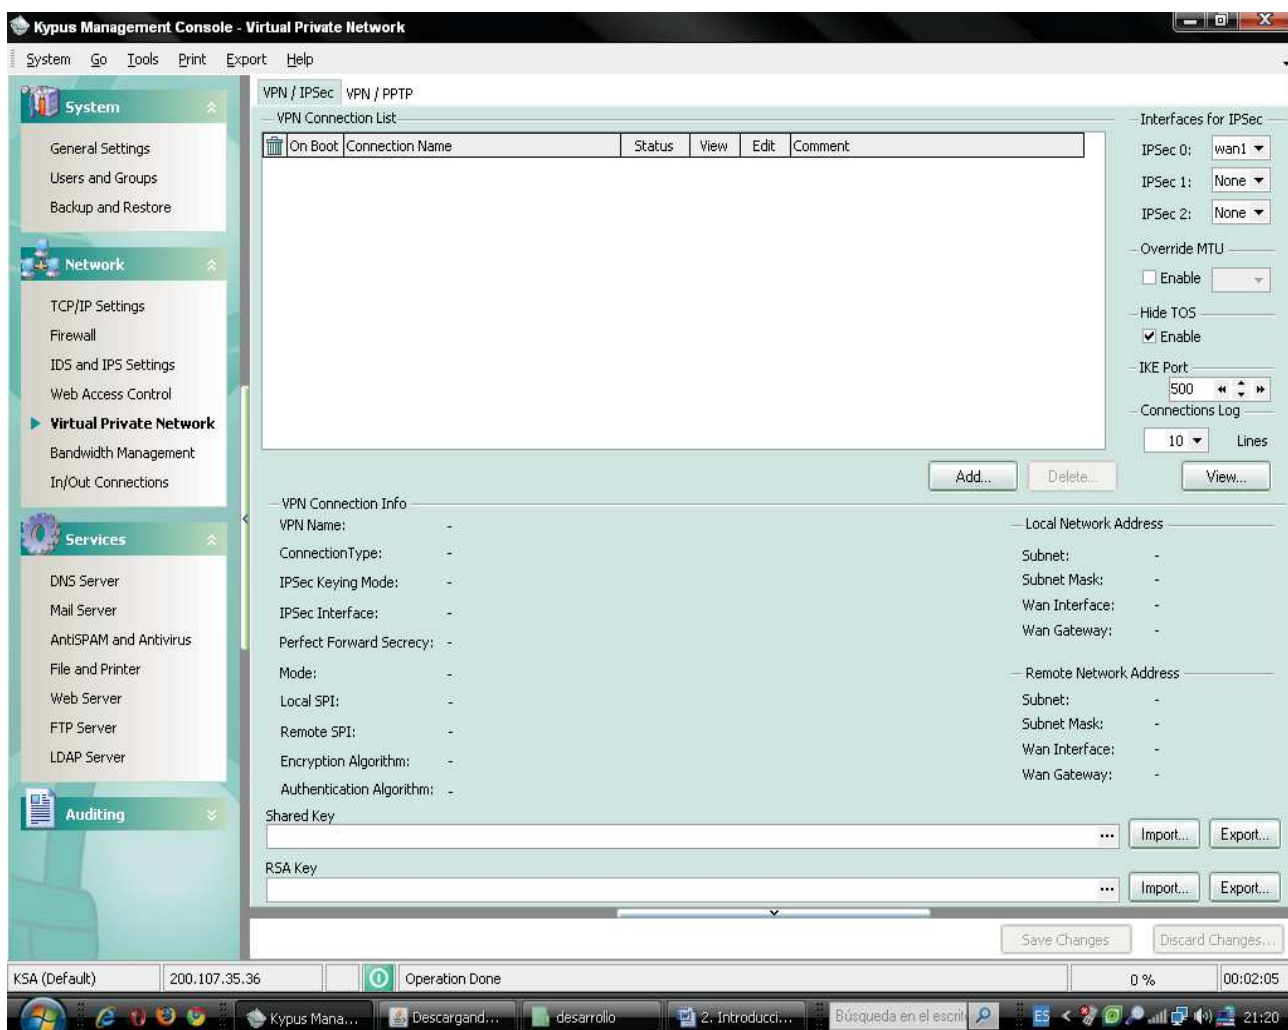 Kypus Management Console - Virtual Private Network
System Go Tools Print Export Help
System
General Settings
Users and Groups
Backup and Restore
Network
TCP/IP Settings
Firewall
IDS and IPS Settings
Web Access Control
Virtual Private Network
Bandwidth Management
In/Out Connections
Services
DNS Server
Mail Server
AntiSPAM and Antivirus
File and Printer
Web Server
FTP Server
LDAP Server
Auditing
VPN / IPSec VPN / PPTP
VPN Connection List
On Boot Connection Name Status View Edit Comment
Interfaces for IPSec
IPSec 0: wan1
IPSec 1: None
IPSec 2: None
Override MTU
Enable
Hide TOS
Enable
IKE Port
500
Connections Log
10 Lines
Add... Delete... View...
VPN Connection Info
VPN Name: -
ConnectionType: -
IPSec Keying Mode: -
IPSec Interface: -
Perfect Forward Secrecy: -
Mode: -
Local SPI: -
Remote SPI: -
Encryption Algorithm: -
Authentication Algorithm: -
Local Network Address
Subnet: -
Subnet Mask: -
Wan Interface: -
Wan Gateway: -
Remote Network Address
Subnet: -
Subnet Mask: -
Wan Interface: -
Wan Gateway: -
Shared Key
... Import... Export...
RSA Key
... Import... Export...
Save Changes Discard Changes...
KSA (Default) 200.107.35.36 Operation Done 0 % 00:02:05
Kypus Mana... Descargand... desarrollo 2. Introducci... Búsqueda en el escrit ES 21:20